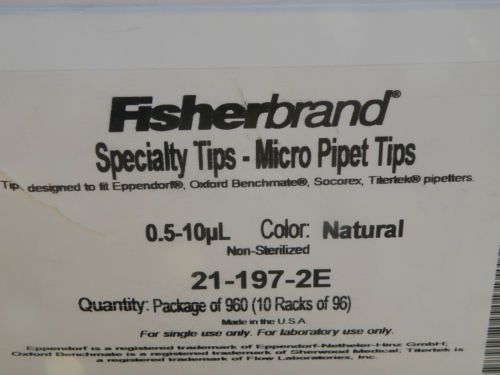 Fisherbrand®
Specialty Tips - Micro Pipet Tips
Tip designed to fit Eppendorf®, Oxford Benchmate®, Socorex, Titertek® pipetters.
0.5-10µL Color: Natural
Non-Sterilized
21-197-2E
Quantity: Package of 960 (10 Racks of 96)
Made in the U.S.A.
For single use only. For laboratory use only.
Eppendorf is a registered trademark of Eppendorf-Netheler-Hinz GmbH;
Oxford Benchmate is a registered trademark of Sherwood Medical; Titertek is
a registered trademark of Flow Laboratories, Inc.